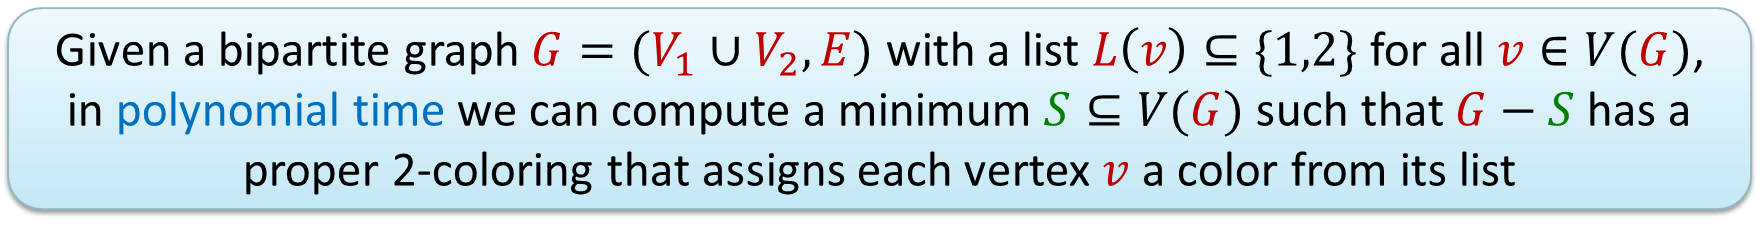 Given a bipartite graph G = (V₁ ∪ V₂, E) with a list L(v) ⊆ {1,2} for all v ∈ V(G),
in polynomial time we can compute a minimum S ⊆ V(G) such that G − S has a
proper 2-coloring that assigns each vertex v a color from its list